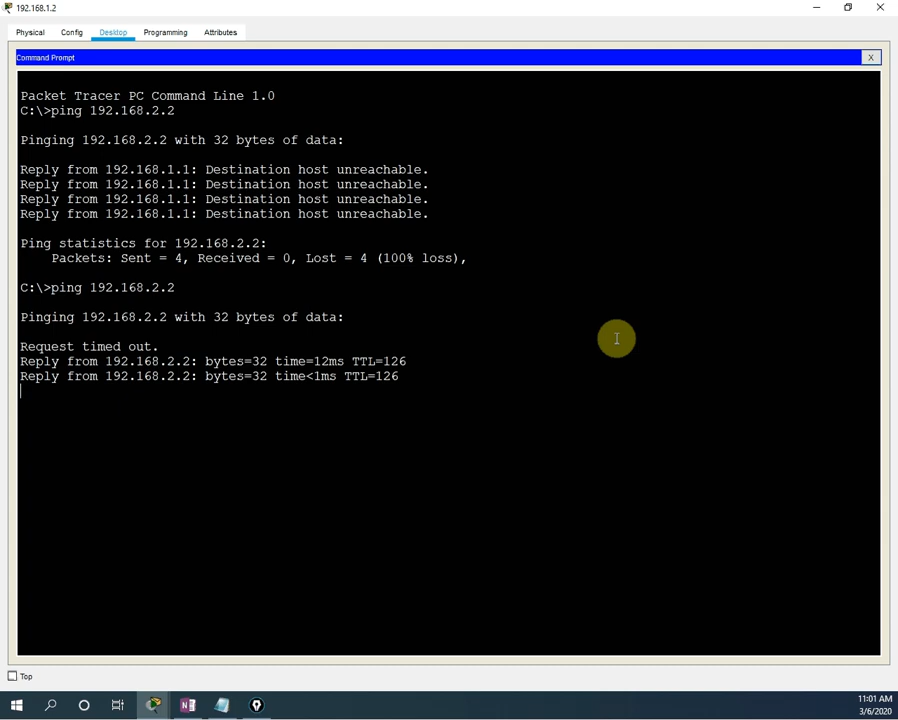 192.168.1.2
Physical Config Desktop Programming Attributes
Command Prompt X
Packet Tracer PC Command Line 1.0
C:\>ping 192.168.2.2
Pinging 192.168.2.2 with 32 bytes of data:
Reply from 192.168.1.1: Destination host unreachable.
Reply from 192.168.1.1: Destination host unreachable.
Reply from 192.168.1.1: Destination host unreachable.
Reply from 192.168.1.1: Destination host unreachable.
Ping statistics for 192.168.2.2:
Packets: Sent = 4, Received = 0, Lost = 4 (100% loss),
C:\>ping 192.168.2.2
Pinging 192.168.2.2 with 32 bytes of data:
Request timed out.
Reply from 192.168.2.2: bytes=32 time=12ms TTL=126
Reply from 192.168.2.2: bytes=32 time<1ms TTL=126
Top
11:01 AM
3/6/2020